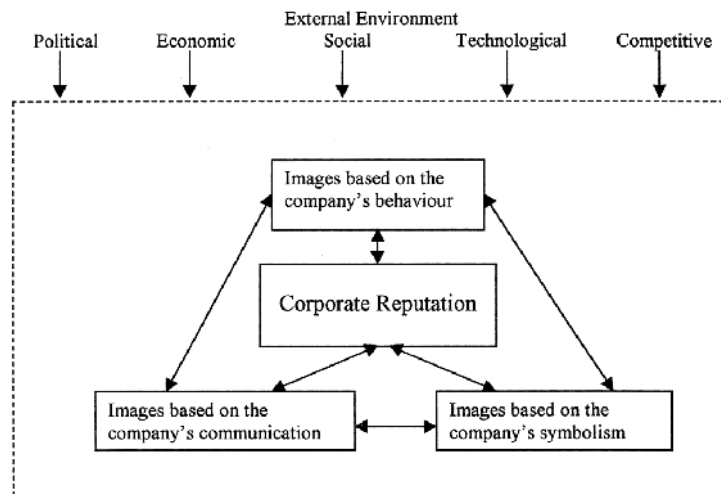 External Environment
Political Economic Social Technological Competitive
Images based on the
company's behaviour
Corporate Reputation
Images based on the
company's communication
Images based on the
company's symbolism